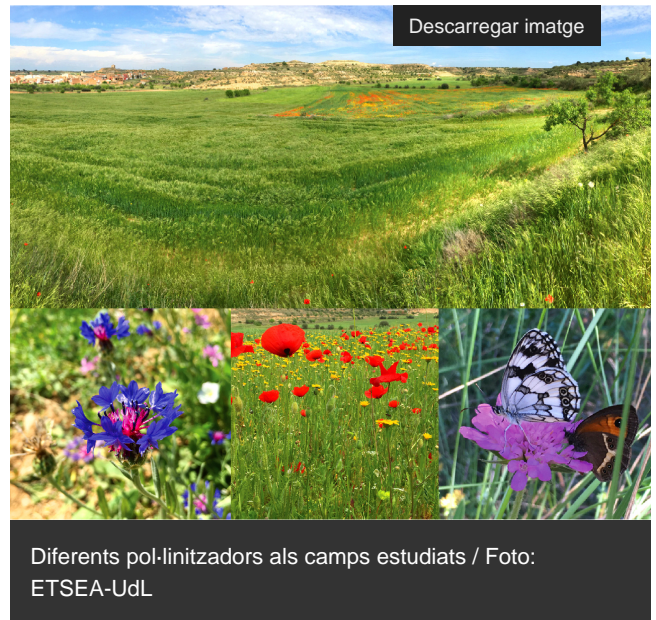 Descarregar imatge
Diferents pol·linitzadors als camps estudiats / Foto:
ETSEA-UdL